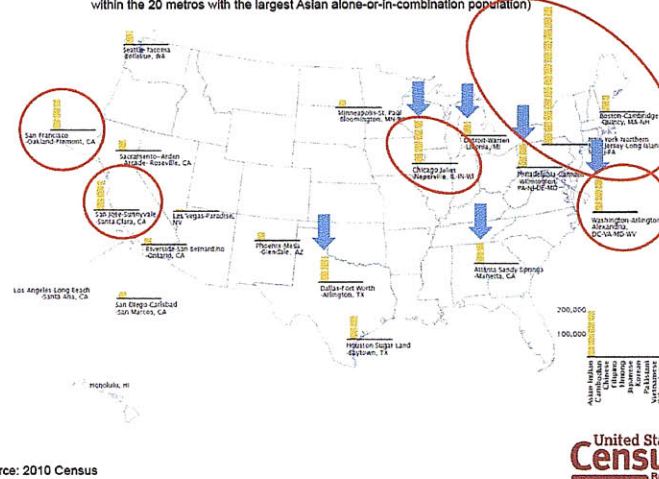 within the 20 metros with the largest Asian alone-or-in-combination population)
Seattle-Tacoma
Bellevue, WA
San Francisco
-Oakland-Fremont, CA
Sacramento--Arden
Arcade- Roseville, CA
San Jose-Sunnyvale
-Santa Clara, CA
Las Vegas-Paradise,
NV
Riverside-San Bernardino
-Ontario, CA
Los Angeles Long Beach
-Santa Ana, CA
San Diego-Carlsbad
-San Marcos, CA
Honolulu, HI
Phoenix Mesa
-Glendale, AZ
Dallas-Fort Worth
-Arlington, TX
Houston Sugar Land
-Baytown, TX
Minneapolis-St. Paul
Bloomington, MN-
Chicago Joliet
-Naperville, IL-IN-WI
Detroit-Warren
Livonia, MI
Atlanta Sandy Springs
-Marietta, GA
Philadelphia-Camden
-Wilmington,
PA-NJ-DE-MD
Boston-Cambridge
Quincy, MA-NH
York Northern
Jersey-Long Islan
-PA
Washington-Arlington
Alexandria,
DC-VA MD-WV
200,000
100,000
Asian Indian
Cambodian
Chinese
Filipino
Hmong
Japanese
Korean
Pakistani
Vietnamese
United Sta
Censu
rce: 2010 Census